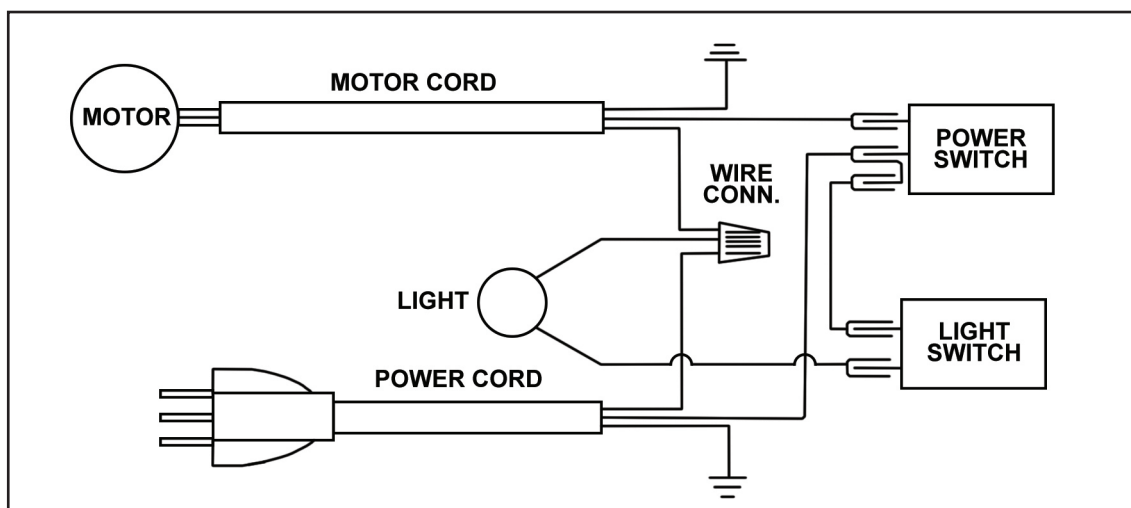 MOTOR CORD
MOTOR
POWER
SWITCH
WIRE
CONN.
LIGHT
LIGHT
SWITCH
POWER CORD